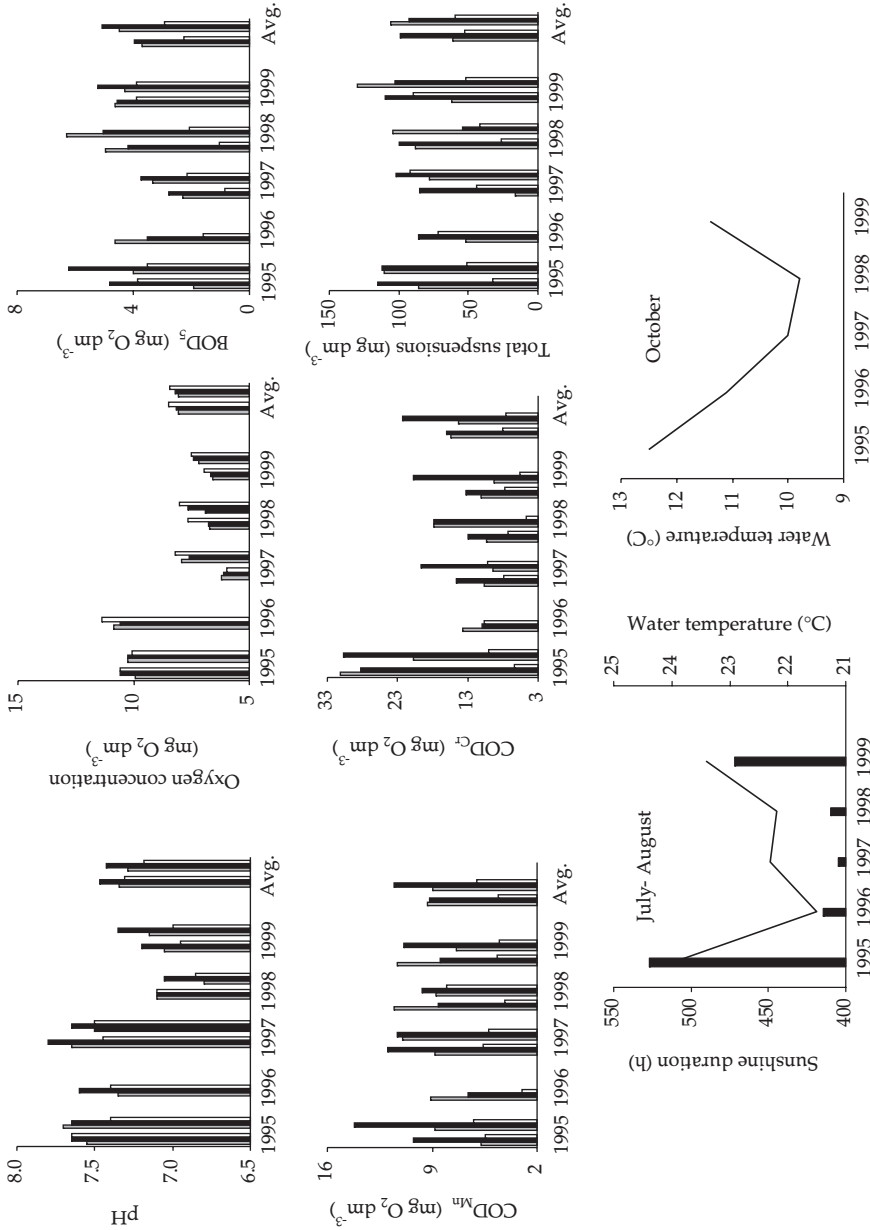 pH
8.0
7.5
7.0
6.5
1995 1996 1997 1998 1999 Avg.
Oxygen concentration
(mg O₂ dm⁻³)
15
10
5
1995 1996 1997 1998 1999 Avg.
BOD₅ (mg O₂ dm⁻³)
8
4
0
1995 1996 1997 1998 1999 Avg.
COD_Mn (mg O₂ dm⁻³)
16
9
2
1995 1996 1997 1998 1999 Avg.
COD_Cr (mg O₂ dm⁻³)
33
23
13
3
1995 1996 1997 1998 1999 Avg.
Total suspensions (mg dm⁻³)
150
100
50
0
1995 1996 1997 1998 1999 Avg.
Sunshine duration (h)
550
500
450
400
July- August
1995 1996 1997 1998 1999
25
24
23
22
21
Water temperature (°C)
Water temperature (°C)
13
12
11
10
9
October
1995 1996 1997 1998 1999